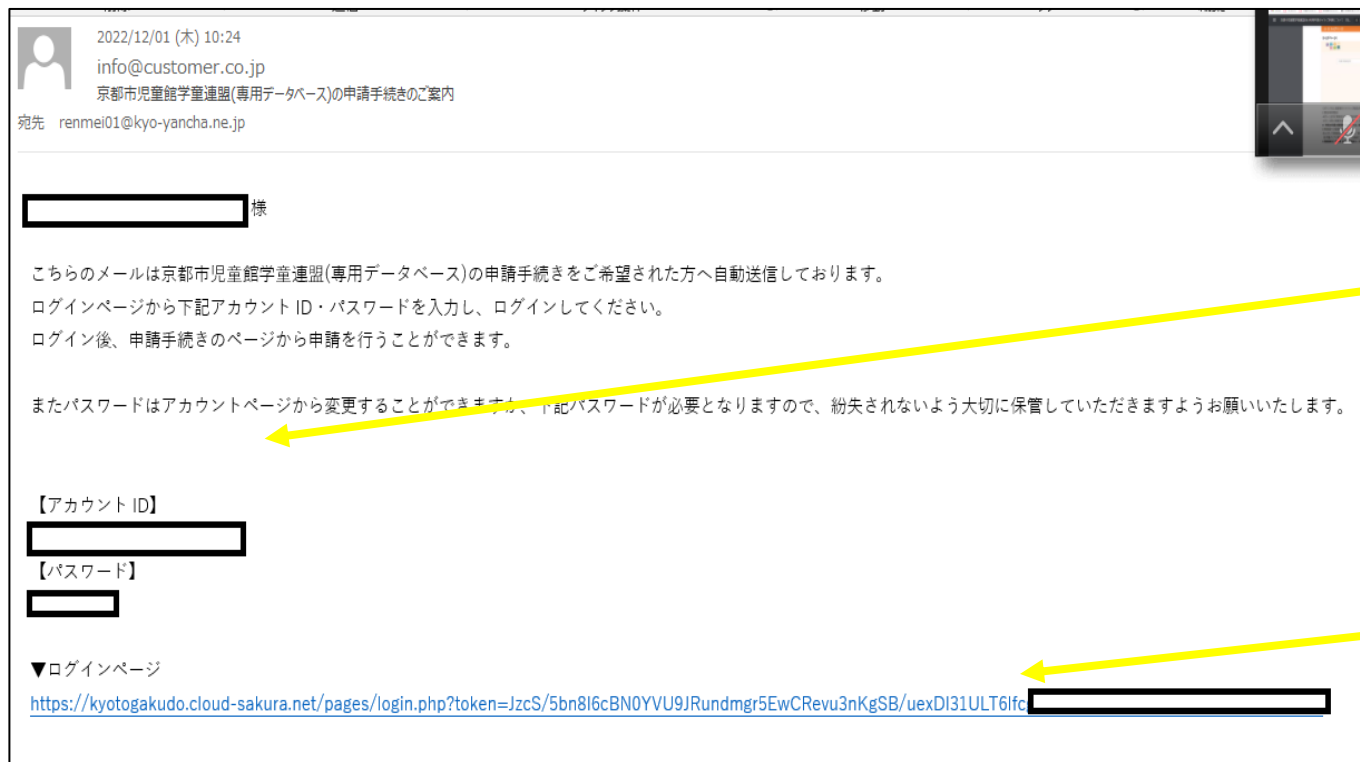 2022/12/01 (木) 10:24
info@customer.co.jp
京都市児童館学童連盟(専用データベース)の申請手続きのご案内
宛先 renmei01@kyo-yancha.ne.jp
様
こちらのメールは京都市児童館学童連盟(専用データベース)の申請手続きをご希望された方へ自動送信しております。
ログインページから下記アカウント ID・パスワードを入力し、ログインしてください。
ログイン後、申請手続きのページから申請を行うことができます。
またパスワードはアカウントページから変更することができますが、下記パスワードが必要となりますので、紛失されないよう大切に保管していただきますようお願いいたします。
【アカウント ID】
【パスワード】
▼ログインページ
https://kyotogakudo.cloud-sakura.net/pages/login.php?token=JzcS/5bn8I6cBN0YVU9JRundmgr5EwCRevu3nKgSB/uexDI31ULT6lfc